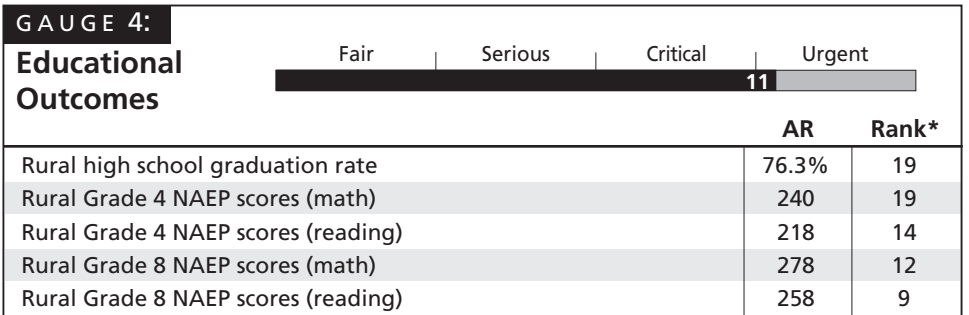 GAUGE 4:
Educational
Outcomes
Fair | Serious | Critical | Urgent
11
AR Rank*
Rural high school graduation rate 76.3% 19
Rural Grade 4 NAEP scores (math) 240 19
Rural Grade 4 NAEP scores (reading) 218 14
Rural Grade 8 NAEP scores (math) 278 12
Rural Grade 8 NAEP scores (reading) 258 9